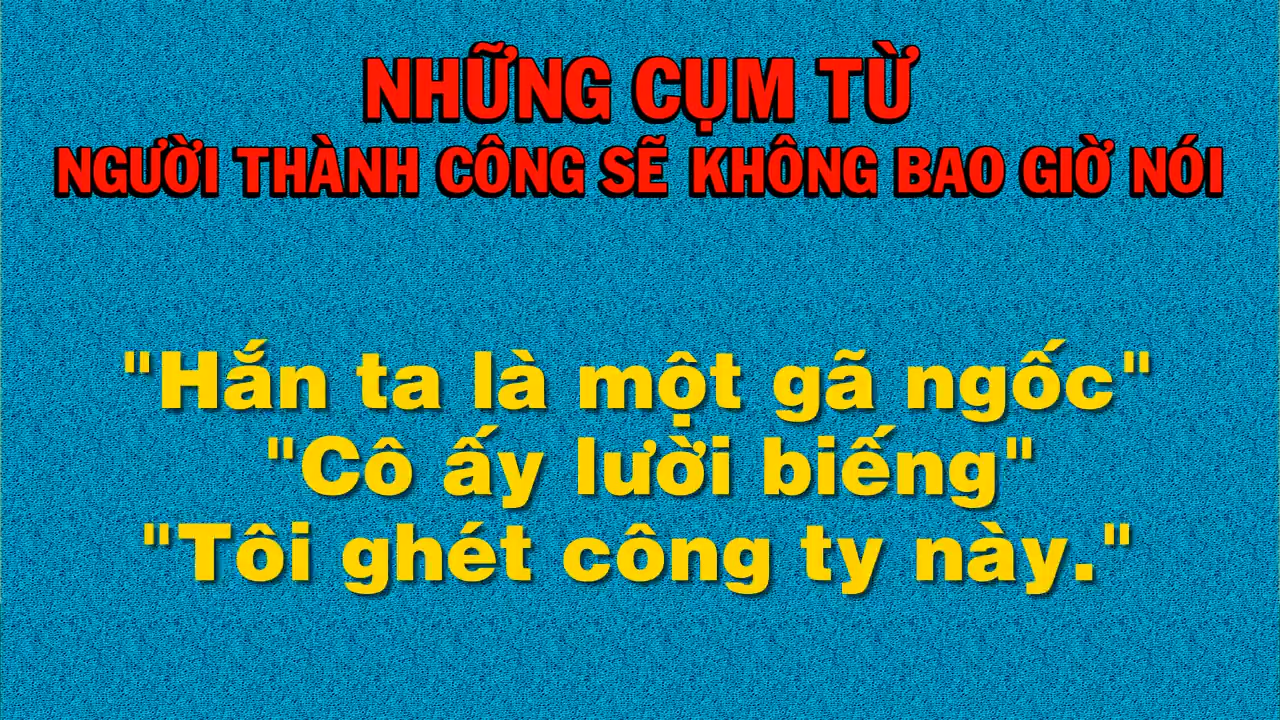 NHỮNG CỤM TỪ
NGƯỜI THÀNH CÔNG SẼ KHÔNG BAO GIỜ NÓI
"Hắn ta là một gã ngốc"
"Cô ấy lười biếng"
"Tôi ghét công ty này."